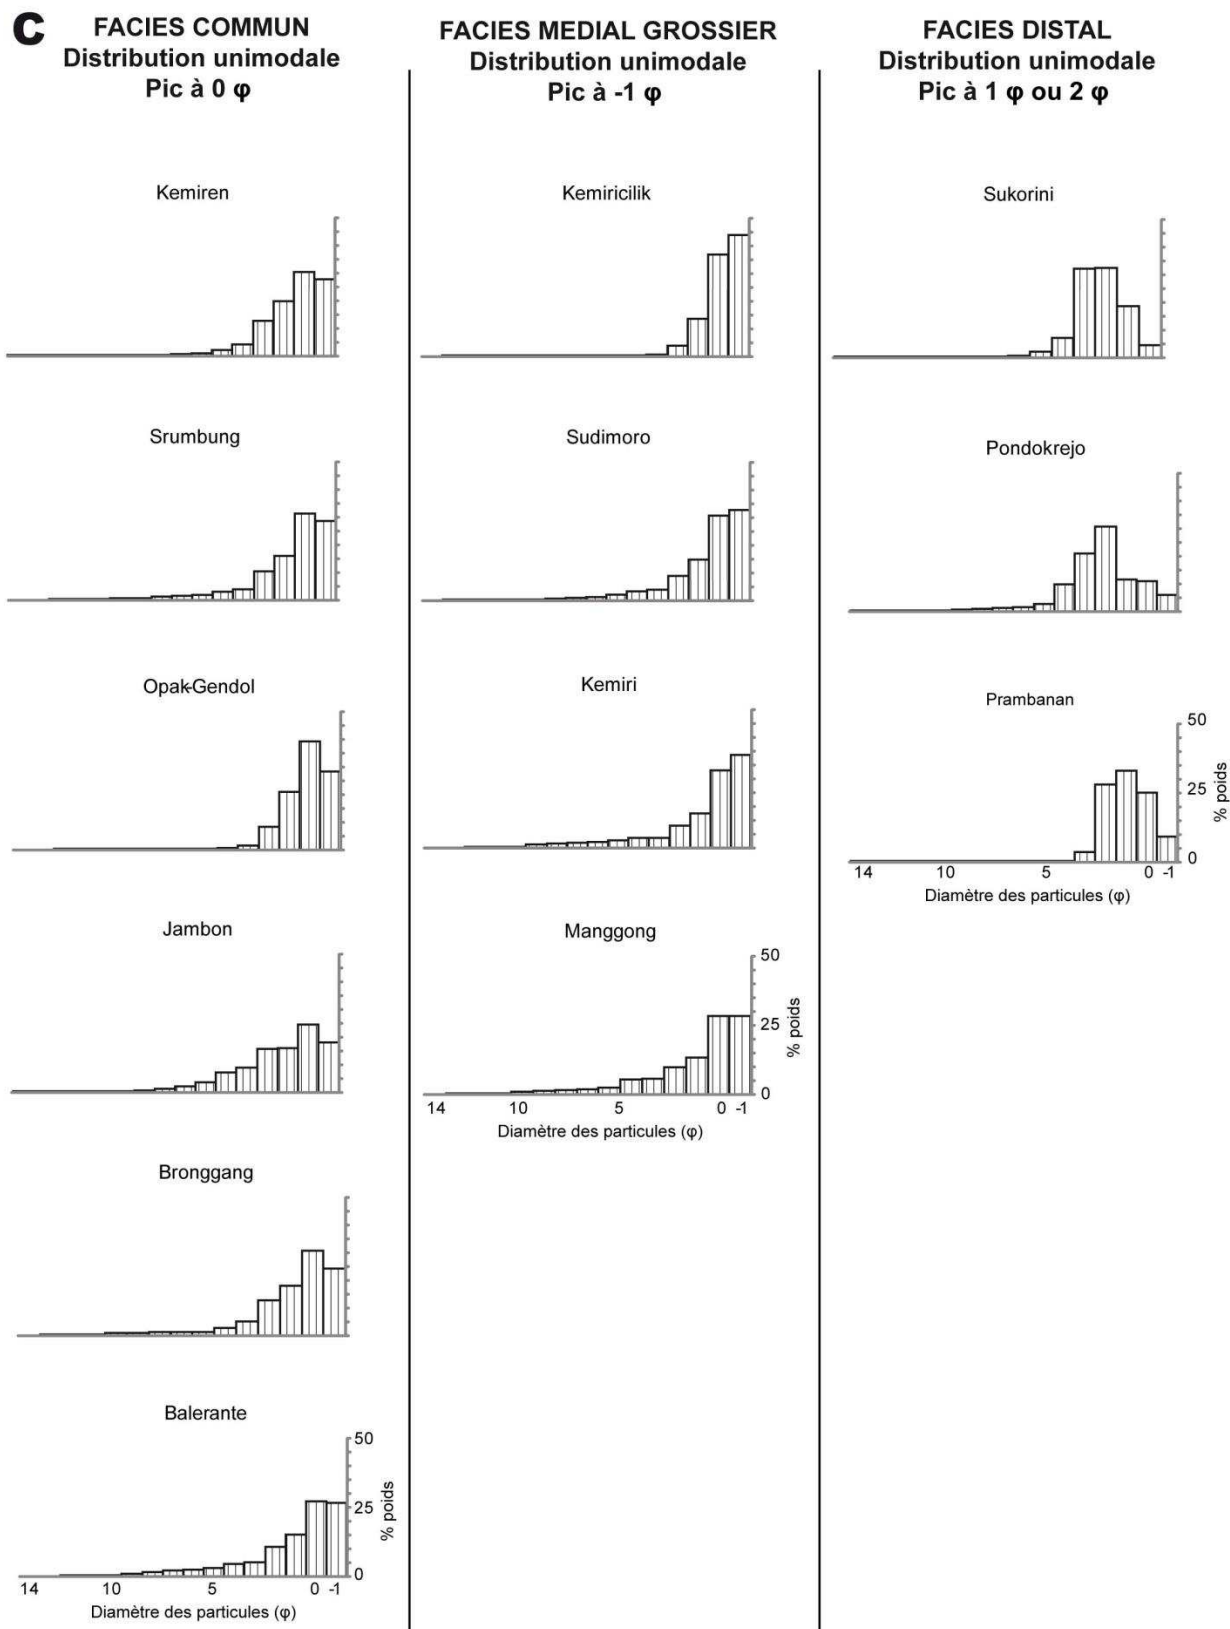 C
FACIES COMMUN
Distribution unimodale
Pic à 0 φ
Kemiren
Srumbung
Opak-Gendol
Jambon
Bronggang
Balerante
50
25
0
% poids
14 10 5 0 -1
Diamètre des particules (φ)
FACIES MEDIAL GROSSIER
Distribution unimodale
Pic à -1 φ
Kemiricilik
Sudimoro
Kemiri
Manggong
50
25
0
% poids
14 10 5 0 -1
Diamètre des particules (φ)
FACIES DISTAL
Distribution unimodale
Pic à 1 φ ou 2 φ
Sukorini
Pondokrejo
Prambanan
50
25
0
% poids
14 10 5 0 -1
Diamètre des particules (φ)